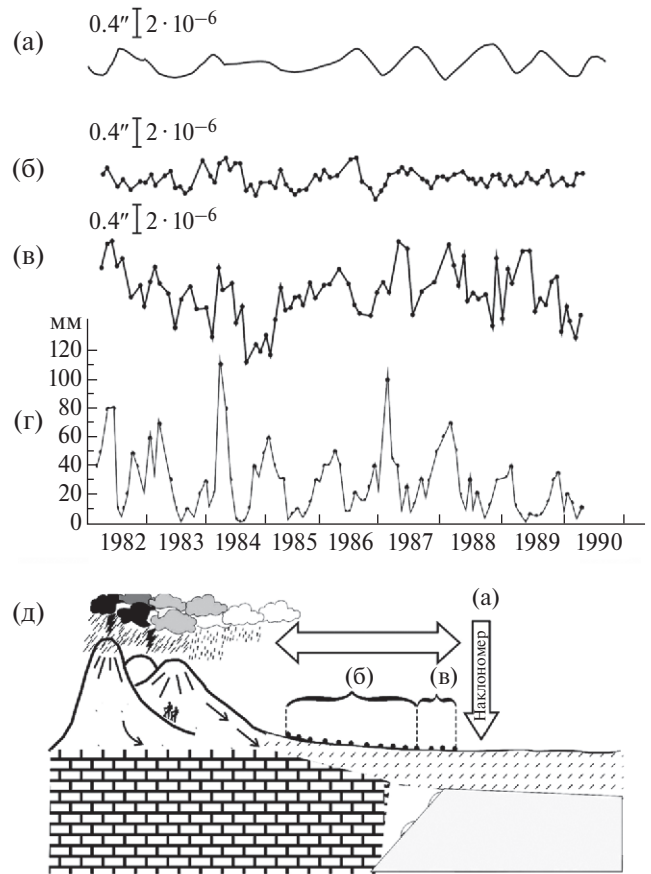 0.4″ 2 · 10⁻⁶
(а)
0.4″ 2 · 10⁻⁶
(б)
0.4″ 2 · 10⁻⁶
(в)
мм
120
100
(г)
80
60
40
20
0
1982 1983 1984 1985 1986 1987 1988 1989 1990
(д)
(а)
(б) (в)
Наклономер